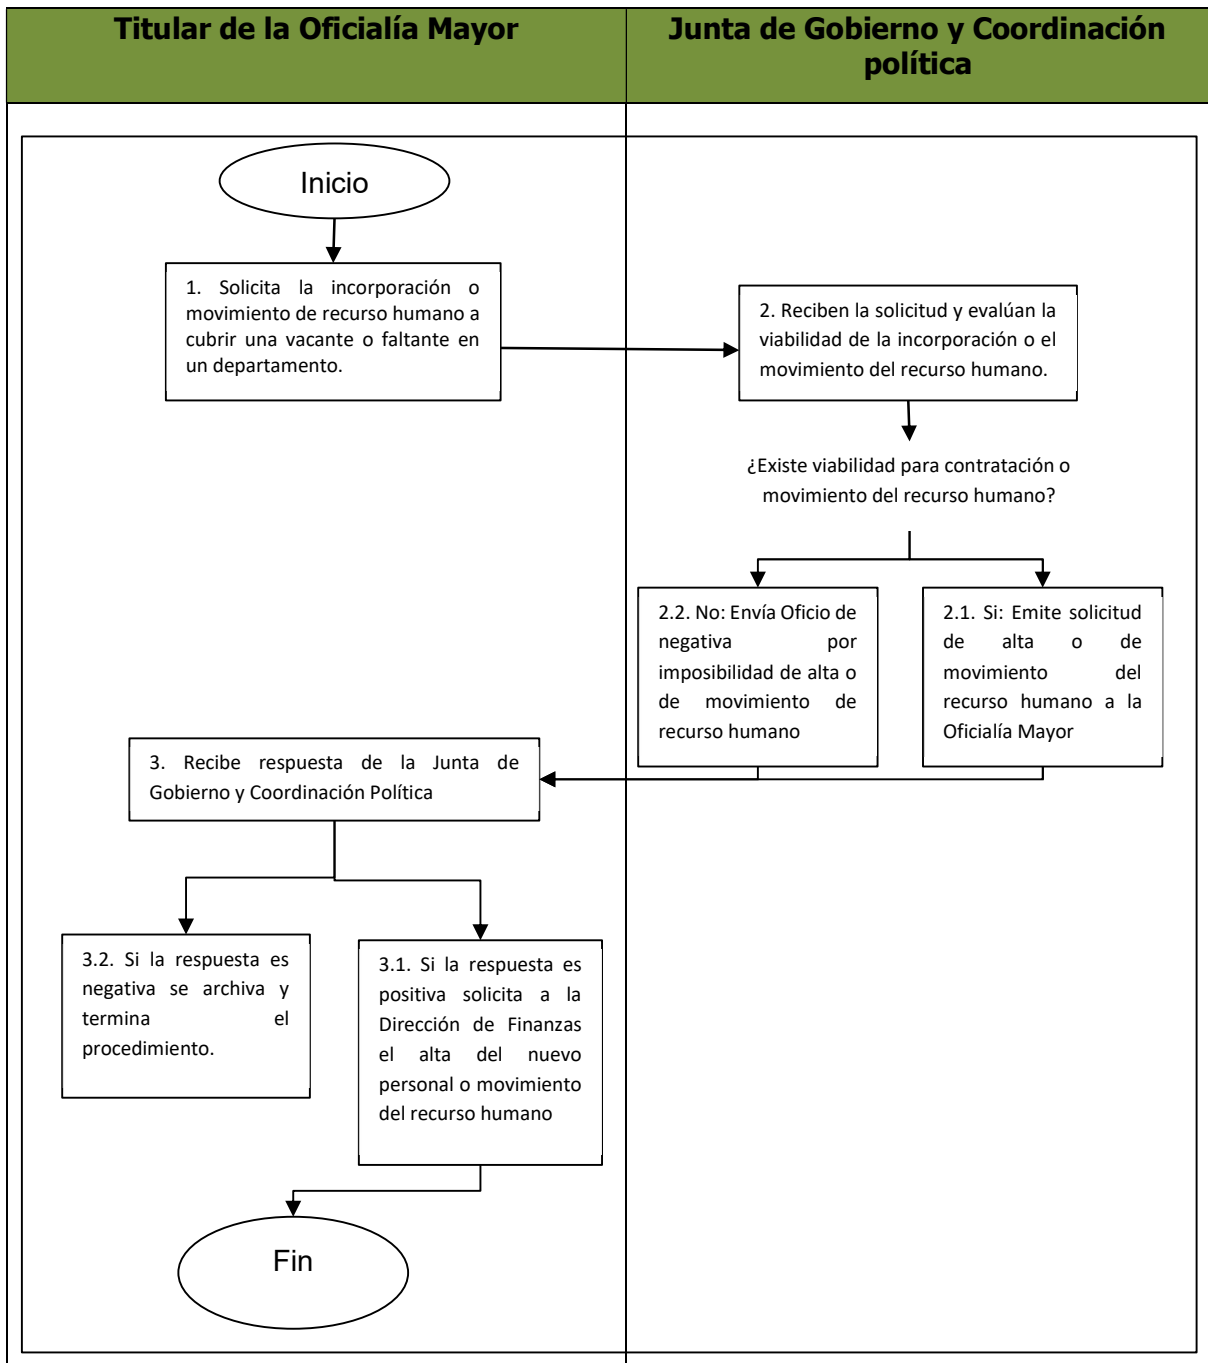 Titular de la Oficialía Mayor
Junta de Gobierno y Coordinación
política
Inicio
1. Solicita la incorporación o
movimiento de recurso humano a
cubrir una vacante o faltante en
un departamento.
2. Reciben la solicitud y evalúan la
viabilidad de la incorporación o el
movimiento del recurso humano.
¿Existe viabilidad para contratación o
movimiento del recurso humano?
2.2. No: Envía Oficio de
negativa por
imposibilidad de alta o
de movimiento de
recurso humano
2.1. Si: Emite solicitud
de alta o de
movimiento del
recurso humano a la
Oficialía Mayor
3. Recibe respuesta de la Junta de
Gobierno y Coordinación Política
3.2. Si la respuesta es
negativa se archiva y
termina el
procedimiento.
3.1. Si la respuesta es
positiva solicita a la
Dirección de Finanzas
el alta del nuevo
personal o movimiento
del recurso humano
Fin